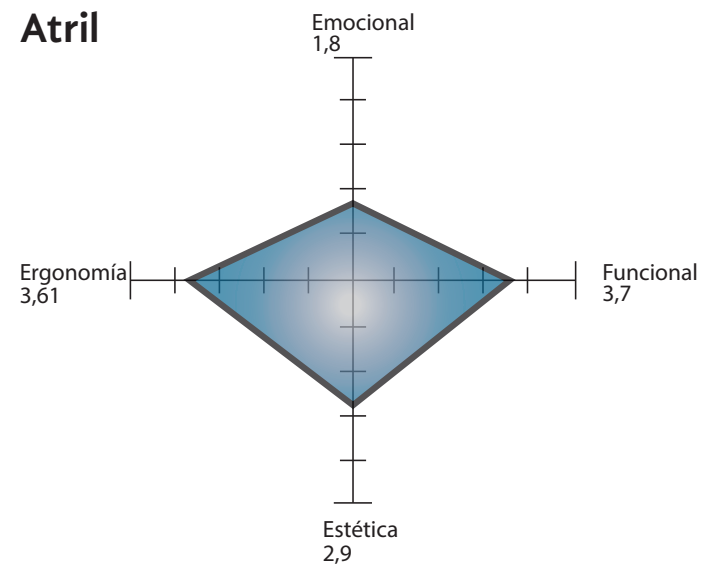 Atril
Emocional
1,8
Ergonomía
3,61
Funcional
3,7
Estética
2,9